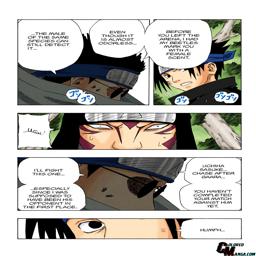 BEFORE
YOU LEFT
THE
ARENA, I
HAD MY
BEETLES
MARK YOU
WITH A
FEMALE
SCENT.
EVEN
THOUGH IT
IS ALMOST
ODORLESS...
...THE MALE
OF THE
SAME
SPECIES
CAN STILL
DETECT
IT...
UGH!
UCHIHA
SASUKE,
CHASE AFTER
GAARA.
YOU HAVEN'T
COMPLETED
YOUR MATCH
AGAINST HIM
YET.
I'LL
FIGHT
THIS ONE...
...ESPECIALLY
SINCE I WAS
SUPPOSED TO
HAVE BEEN
HIS OPPONENT
IN THE FIRST
PLACE.
HUMPH...
COLORED
MANGA.COM